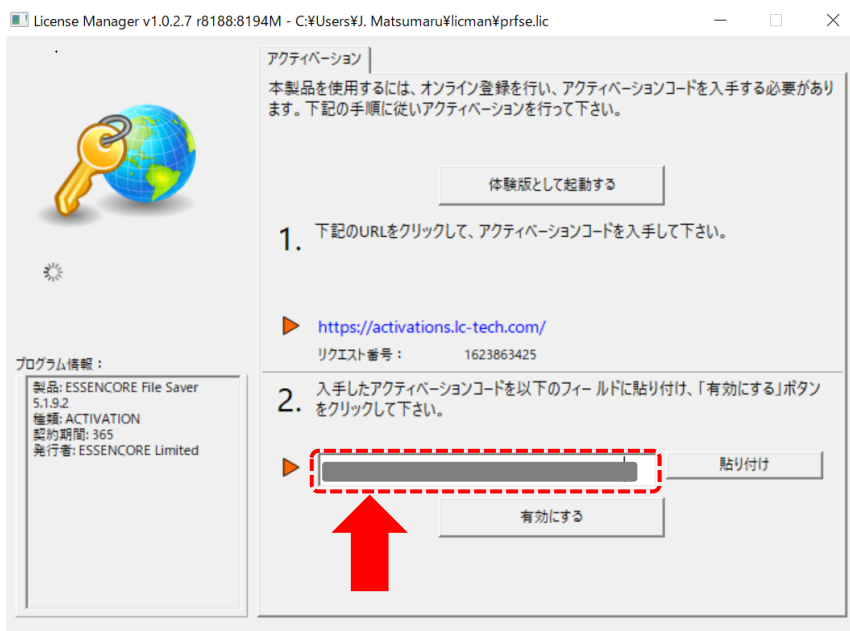 License Manager v1.0.2.7 r8188:8194M - C:¥Users¥J. Matsumaru¥licman¥prfse.lic
アクティベーション
本製品を使用するには、オンライン登録を行い、アクティベーションコードを入手する必要があり
ます。下記の手順に従いアクティベーションを行って下さい。
体験版として起動する
1. 下記のURLをクリックして、アクティベーションコードを入手して下さい。
https://activations.lc-tech.com/
リクエスト番号： 1623863425
プログラム情報：
製品: ESSENCORE File Saver
5.1.9.2
種類: ACTIVATION
契約期間: 365
発行者: ESSENCORE Limited
2. 入手したアクティベーションコードを以下のフィールドに貼り付け、「有効にする」ボタン
をクリックして下さい。
貼り付け
有効にする